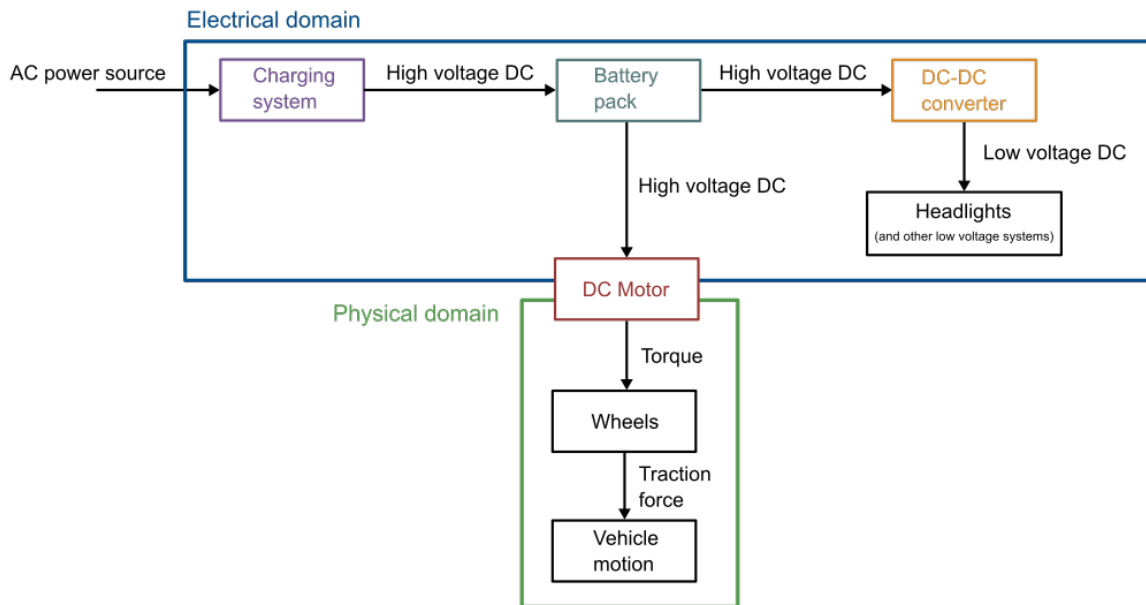 Electrical domain
AC power source
Charging
system
High voltage DC
Battery
pack
High voltage DC
DC-DC
converter
Low voltage DC
High voltage DC
Headlights
(and other low voltage systems)
DC Motor
Physical domain
Torque
Wheels
Traction
force
Vehicle
motion